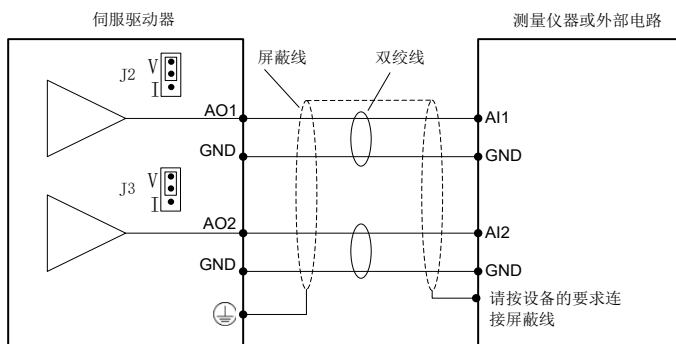 伺服驱动器
测量仪器或外部电路
屏蔽线
双绞线
J2
V
I
AO1
AI1
GND
GND
J3
V
I
AO2
AI2
GND
GND
请按设备的要求连
接屏蔽线